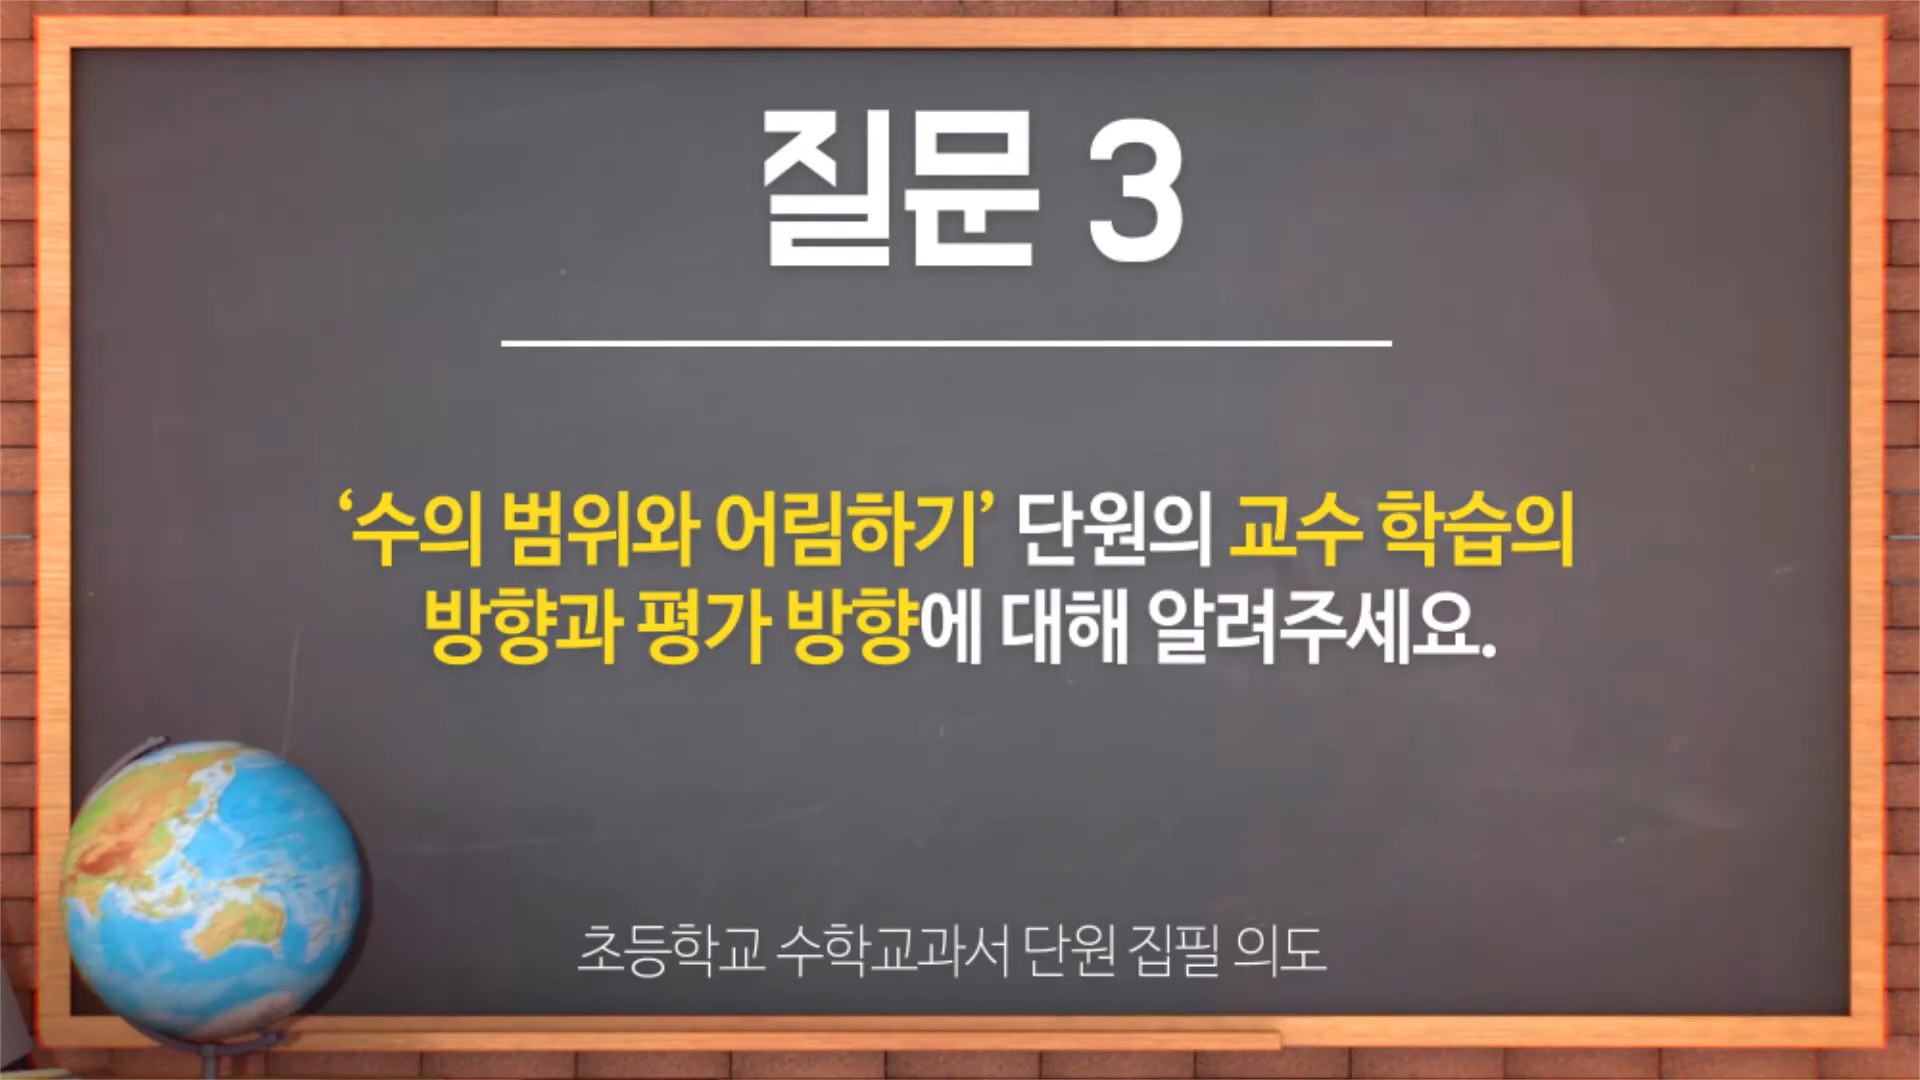 질문 3
‘수의 범위와 어림하기’ 단원의 교수 학습의
방향과 평가 방향에 대해 알려주세요.
초등학교 수학교과서 단원 집필 의도